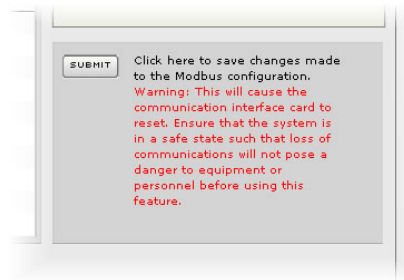 SUBMIT
Click here to save changes made
to the Modbus configuration.
Warning: This will cause the
communication interface card to
reset. Ensure that the system is
in a safe state such that loss of
communications will not pose a
danger to equipment or
personnel before using this
feature.